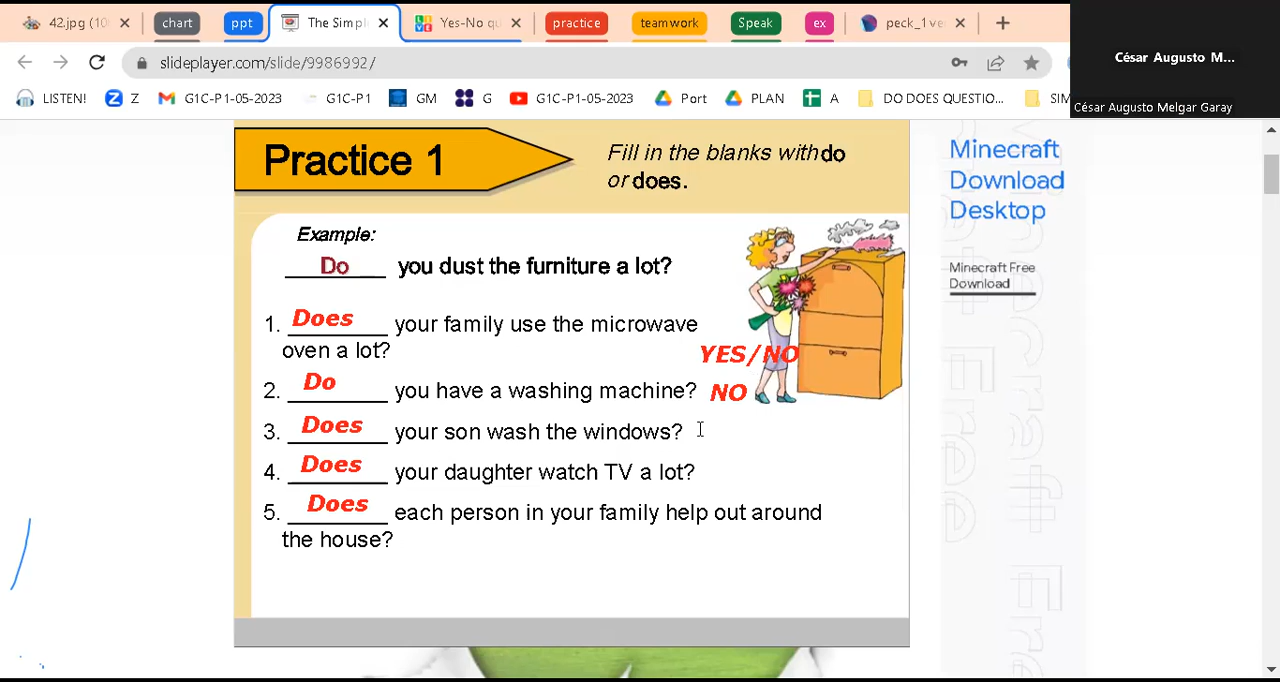 42.jpg (10
chart
ppt
The Simpl
Yes-No qu
practice
teamwork
Speak
ex
peck_1 ve
slideplayer.com/slide/9986992/
César Augusto M...
César Augusto Melgar Garay
LISTEN!
Z
G1C-P1-05-2023
G1C-P1
GM
G
G1C-P1-05-2023
Port
PLAN
A
DO DOES QUESTIO...
SIM
Practice 1
Fill in the blanks with do
or does.
Example:
Do you dust the furniture a lot?
1. Does your family use the microwave
oven a lot?
YES/NO
2. Do you have a washing machine? NO
3. Does your son wash the windows?
4. Does your daughter watch TV a lot?
5. Does each person in your family help out around
the house?
Minecraft
Download
Desktop
Minecraft Free
Download